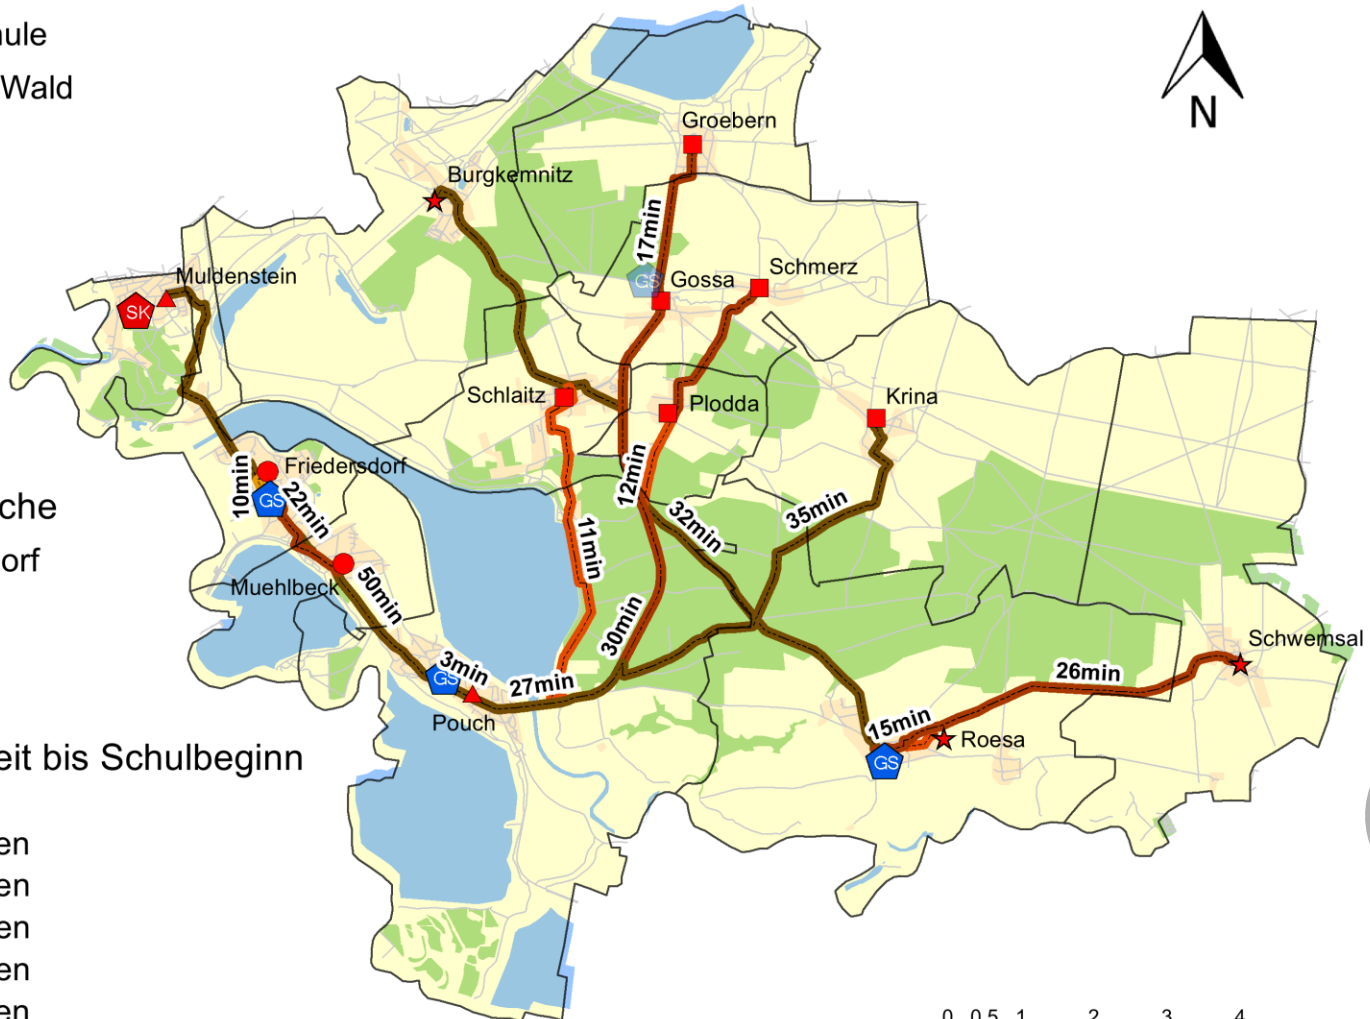 hule
Wald
N
Groebern
Burgkemnitz
17min
Schmerz
Muldenstein
GS
Gossa
SK
Schlaitz
Plodda
Krina
Friedersdorf
10min
GS
22min
12min
32min
35min
che
orf
11min
Muehlbeck
50min
30min
Schwemsal
3min
GS
27min
26min
Pouch
15min
Roesa
GS
eit bis Schulbeginn
en
en
en
en
en
0 0.5 1 2 3 4